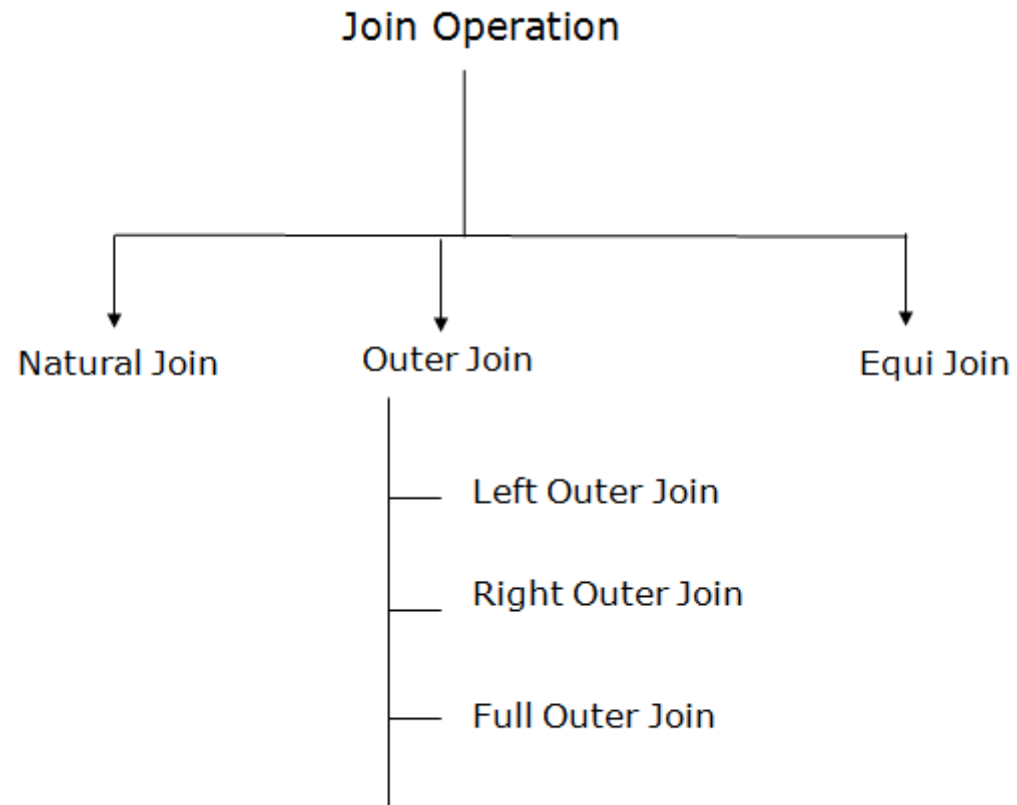 Join Operation
Natural Join
Outer Join
Equi Join
Left Outer Join
Right Outer Join
Full Outer Join